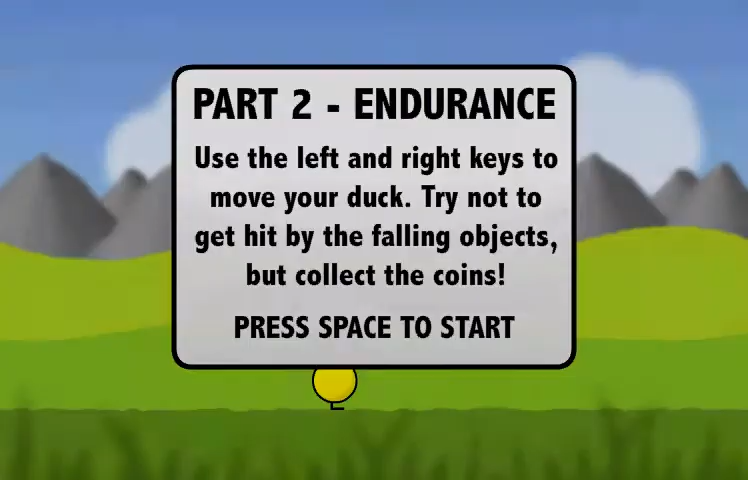 PART 2 - ENDURANCE
Use the left and right keys to
move your duck. Try not to
get hit by the falling objects,
but collect the coins!
PRESS SPACE TO START